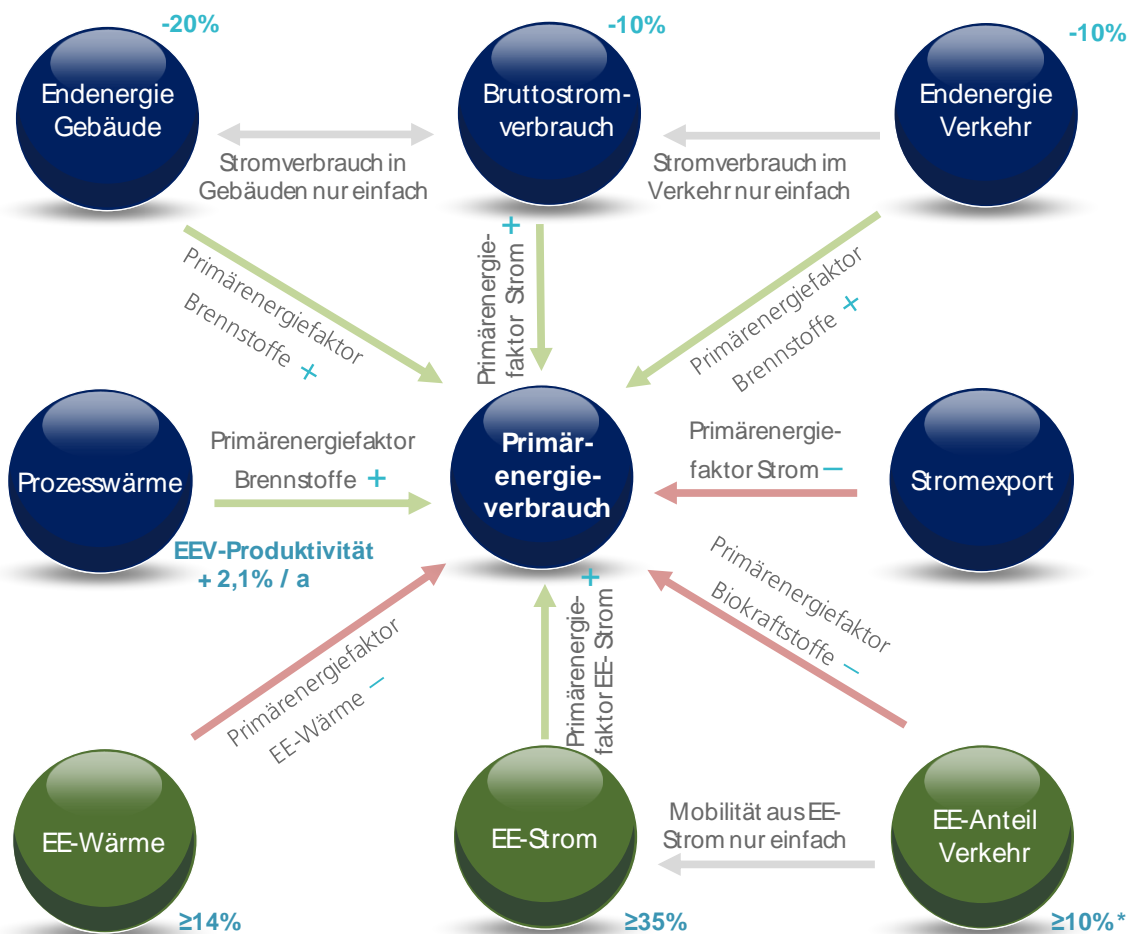 -20%
-10%
-10%
Endenergie
Gebäude
Bruttostrom-
verbrauch
Endenergie
Verkehr
Stromverbrauch in
Gebäuden nur einfach
Stromverbrauch im
Verkehr nur einfach
Primärenergiefaktor
Brennstoffe +
Primärenergie-
faktor Strom +
Primärenergiefaktor
Brennstoffe +
Prozesswärme
Primärenergiefaktor
Brennstoffe +
EEV-Produktivität
+ 2,1% / a
Primär-
energie-
verbrauch
Primärenergie-
faktor Strom –
Stromexport
Primärenergiefaktor
EE-Wärme –
Primärenergie-
faktor EE- Strom +
Primärenergiefaktor
Biokraftstoffe –
EE-Wärme
EE-Strom
Mobilität aus EE-
Strom nur einfach
EE-Anteil
Verkehr
≥14%
≥35%
≥10% *